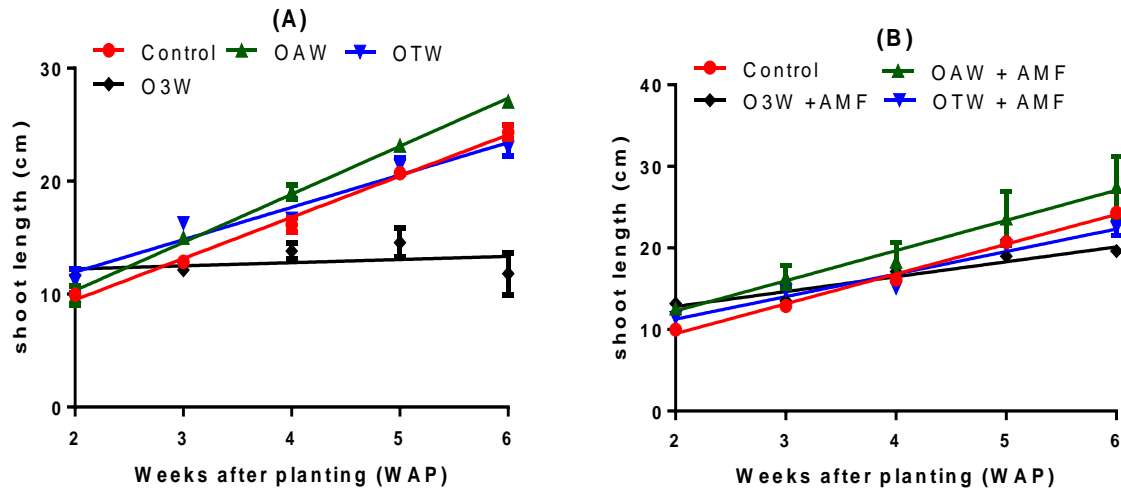 (A)
Control OAW OTW
O3W
30
20
10
0
2 3 4 5 6
shoot length (cm)
Weeks after planting (WAP)
(B)
Control OAW + AMF
O3W +AMF OTW + AMF
40
30
20
10
0
2 3 4 5 6
shoot length (cm)
Weeks after planting (WAP)